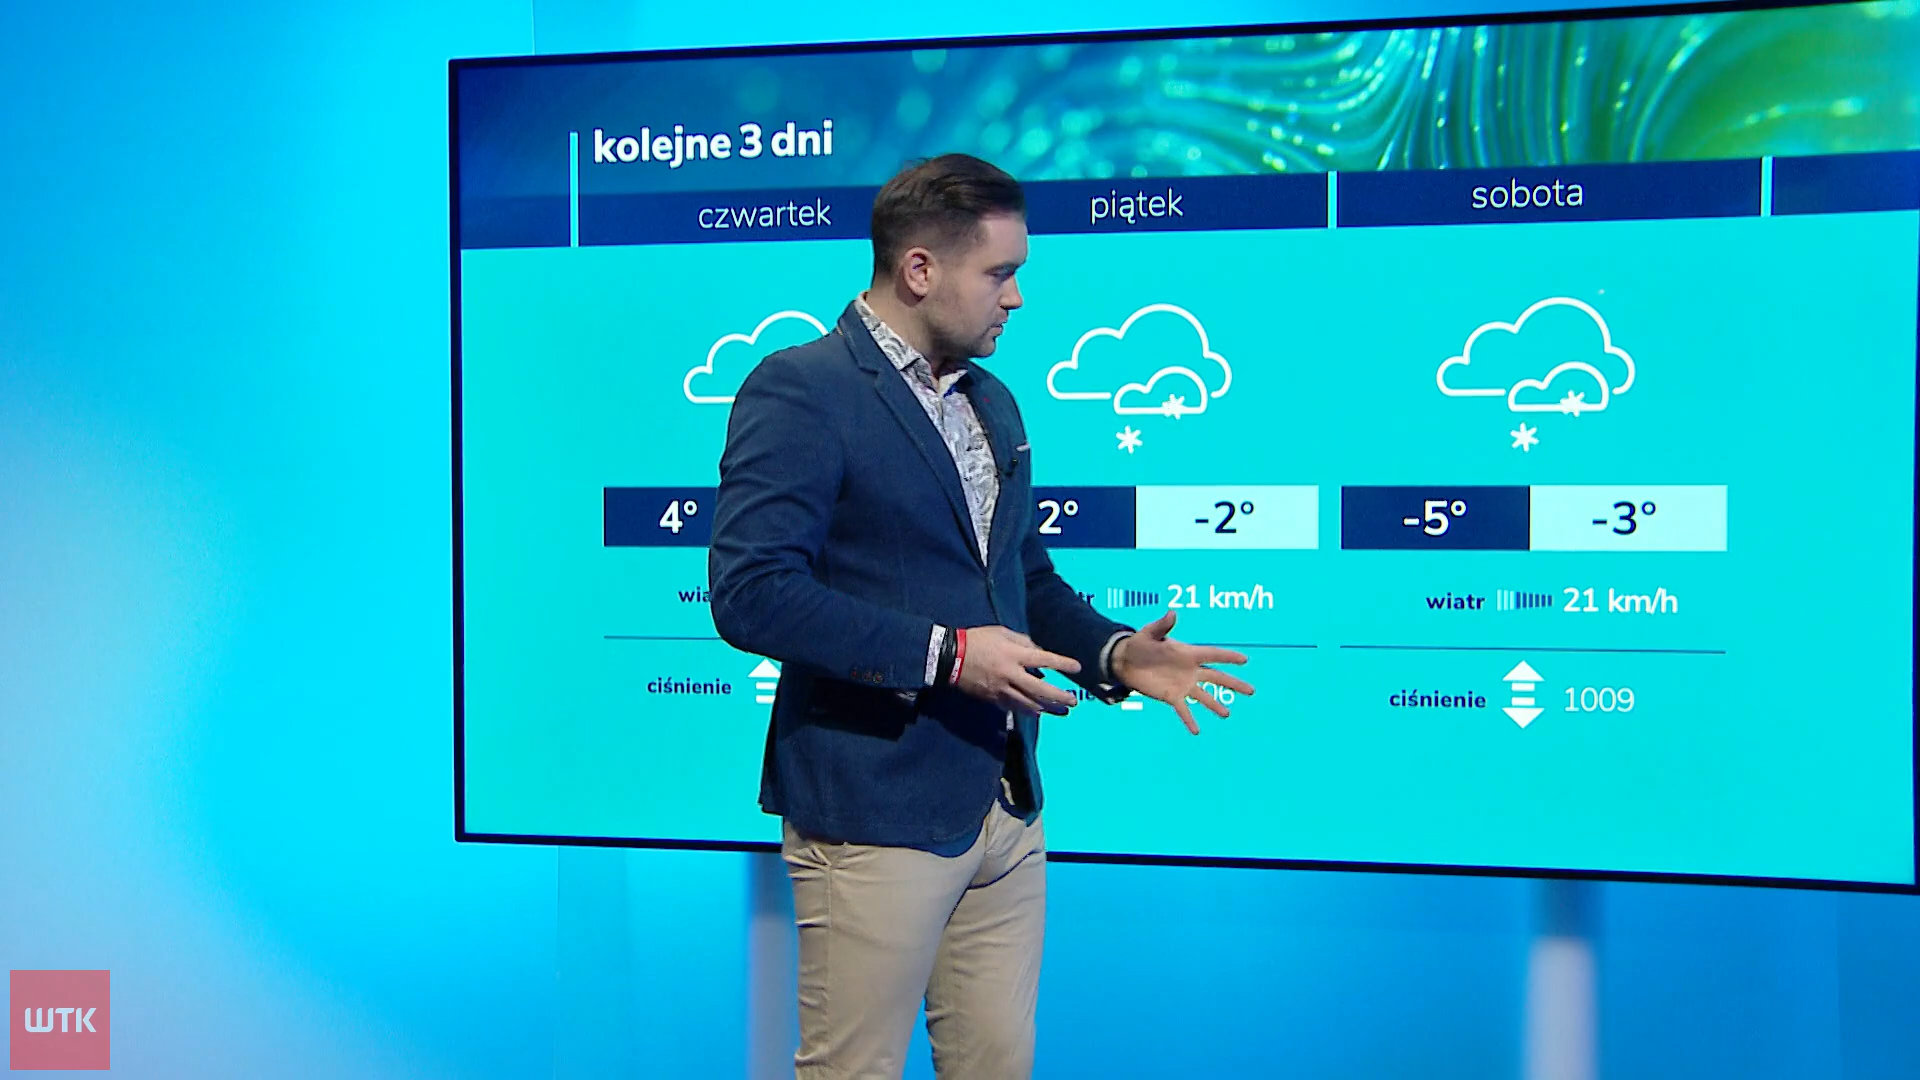 kolejne 3 dni
czwartek
piątek
sobota
4°
2°
-2°
-5°
-3°
21 km/h
wiatr
21 km/h
ciśnienie
ciśnienie
1009
WTK